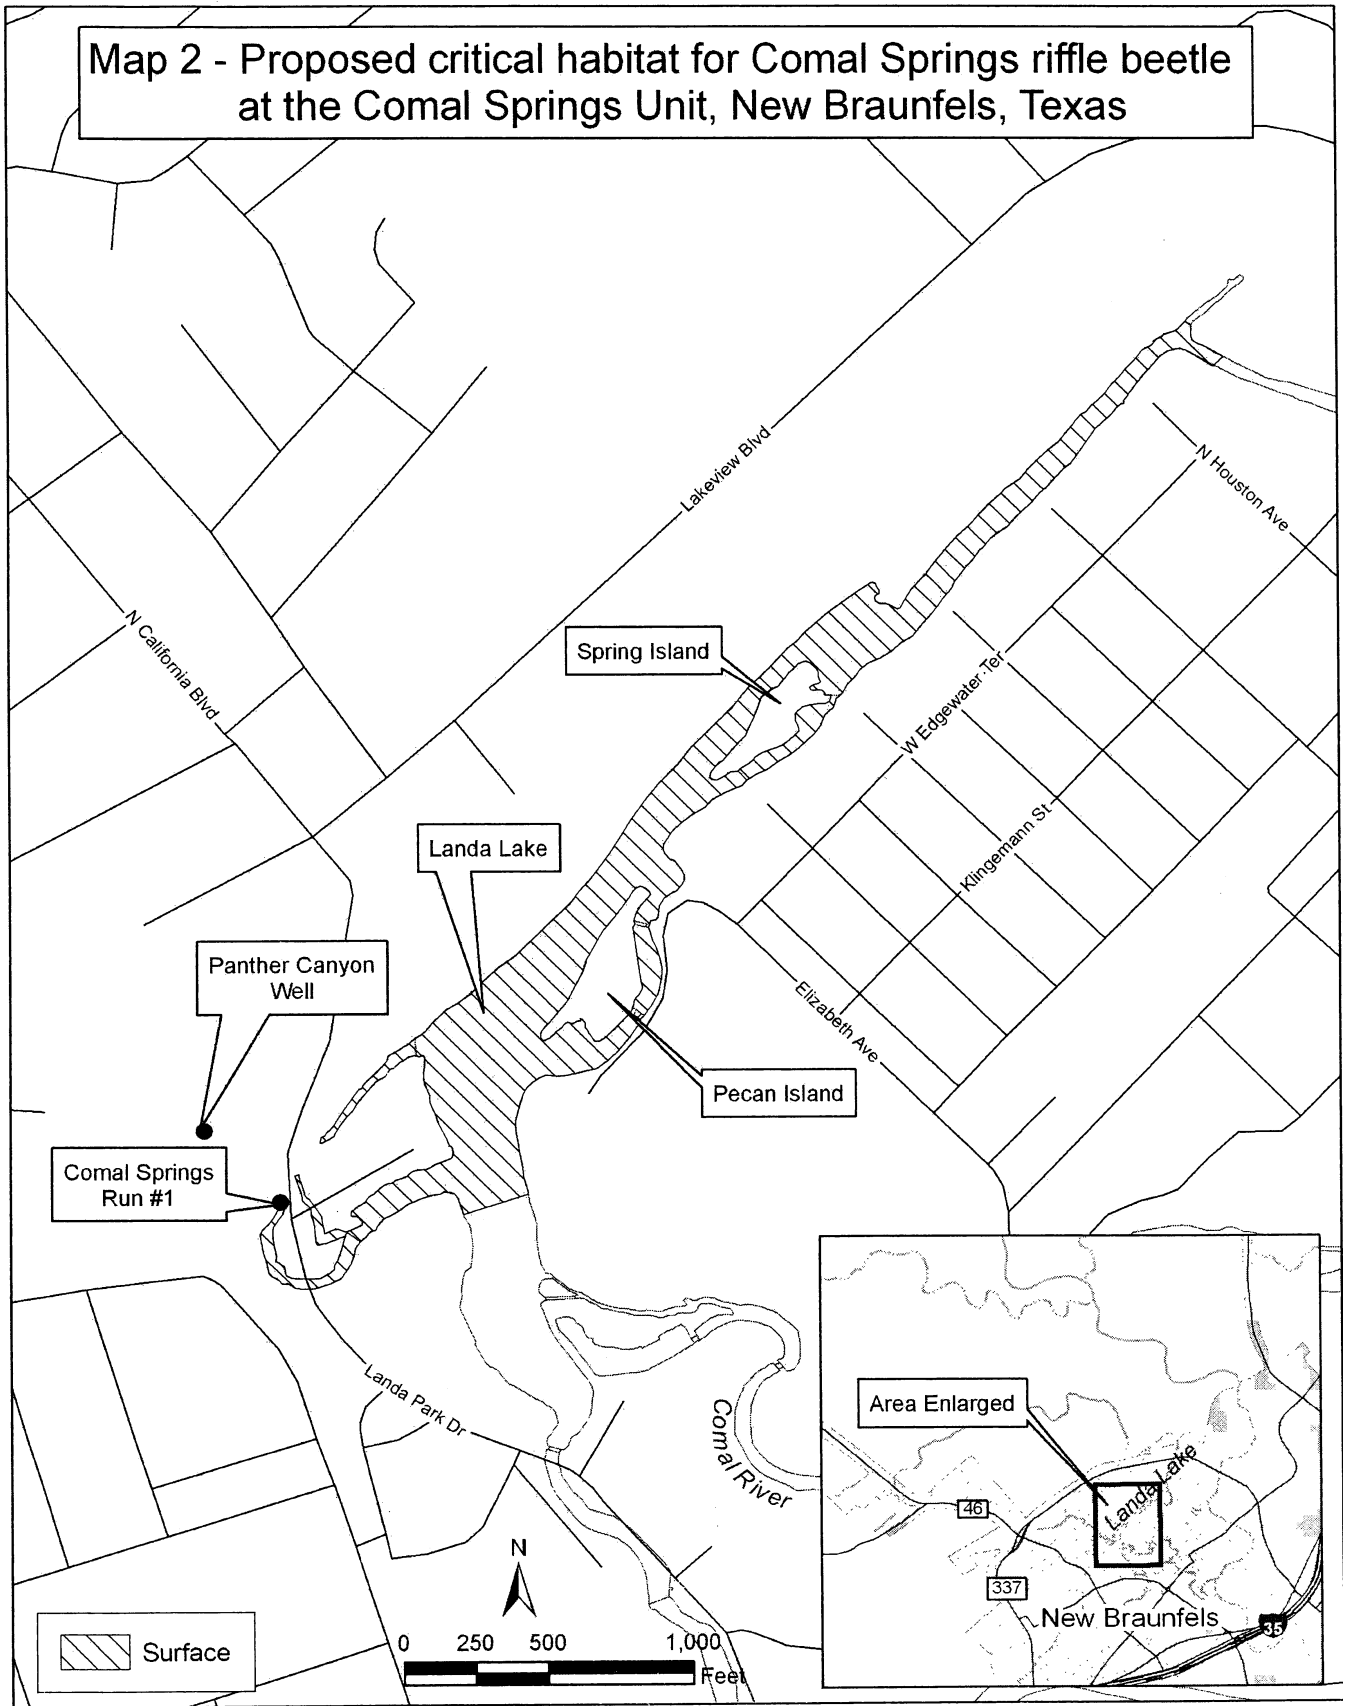 Map 2 - Proposed critical habitat for Comal Springs riffle beetle
at the Comal Springs Unit, New Braunfels, Texas
Lakeview Blvd
N Houston Ave
N California Blvd
Spring Island
W Edgewater Ter
Landa Lake
Klingemann St
Panther Canyon
Well
Elizabeth Ave
Pecan Island
Comal Springs
Run #1
Landa Park Dr
Comal River
Area Enlarged
Landa Lake
46
337
New Braunfels
35
N
0 250 500 1,000
Feet
Surface